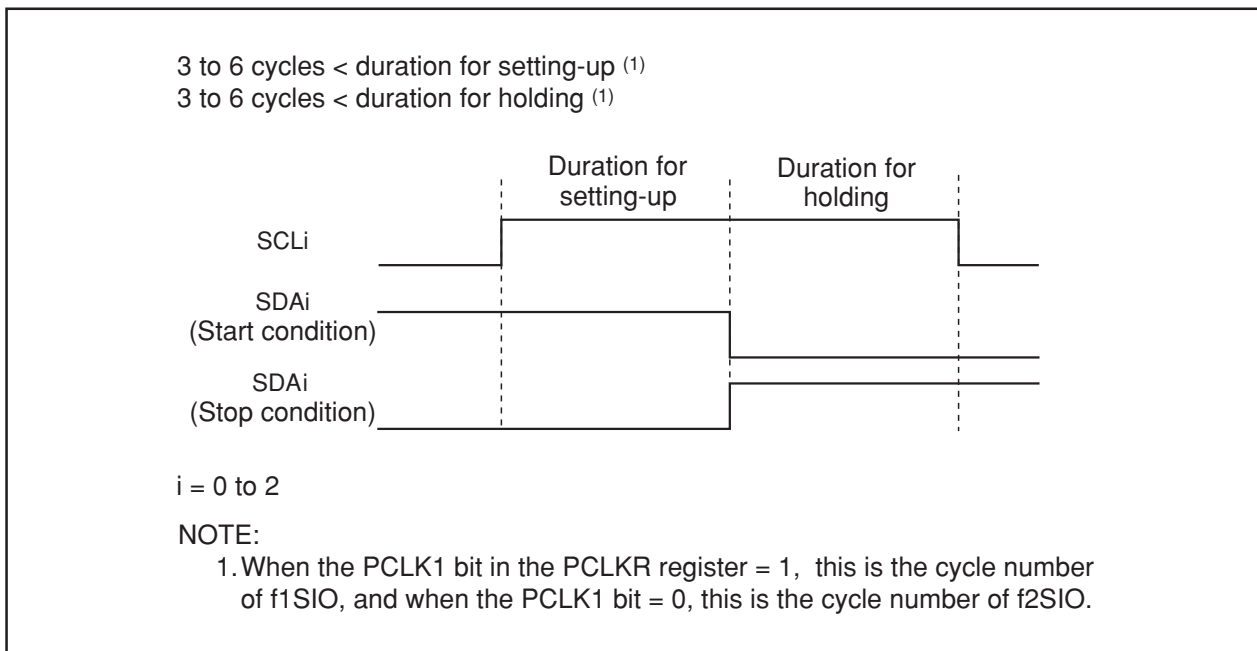 3 to 6 cycles < duration for setting-up (1)
3 to 6 cycles < duration for holding (1)
Duration for
setting-up
Duration for
holding
SCLi
SDAi
(Start condition)
SDAi
(Stop condition)
i = 0 to 2
NOTE:
1. When the PCLK1 bit in the PCLKR register = 1, this is the cycle number
of f1SIO, and when the PCLK1 bit = 0, this is the cycle number of f2SIO.